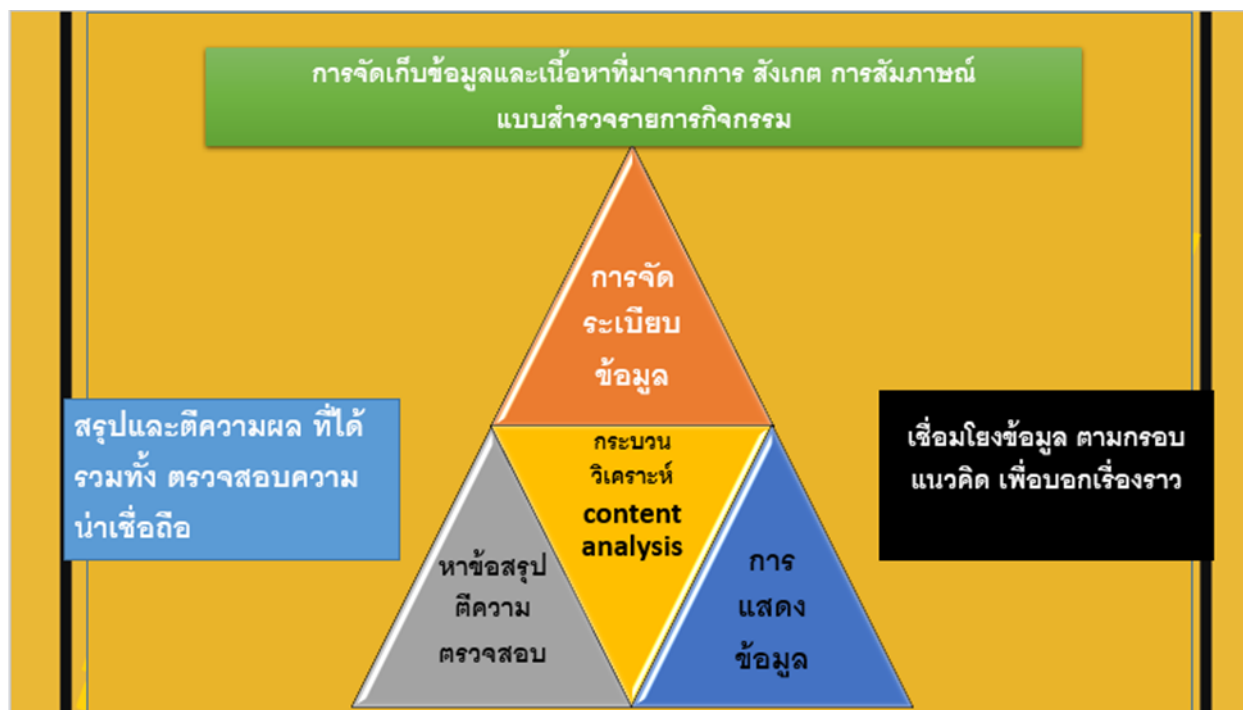 การจัดเก็บข้อมูลและเนื้อหาที่มาจากการ สังเกต การสัมภาษณ์
แบบสำรวจรายการกิจกรรม
การจัด
ระเบียบ
ข้อมูล
สรุปและตีความผล ที่ได้
รวมทั้ง ตรวจสอบความ
น่าเชื่อถือ
กระบวน
วิเคราะห์
content
analysis
เชื่อมโยงข้อมูล ตามกรอบ
แนวคิด เพื่อบอกเรื่องราว
หาข้อสรุป
ตีความ
ตรวจสอบ
การ
แสดง
ข้อมูล